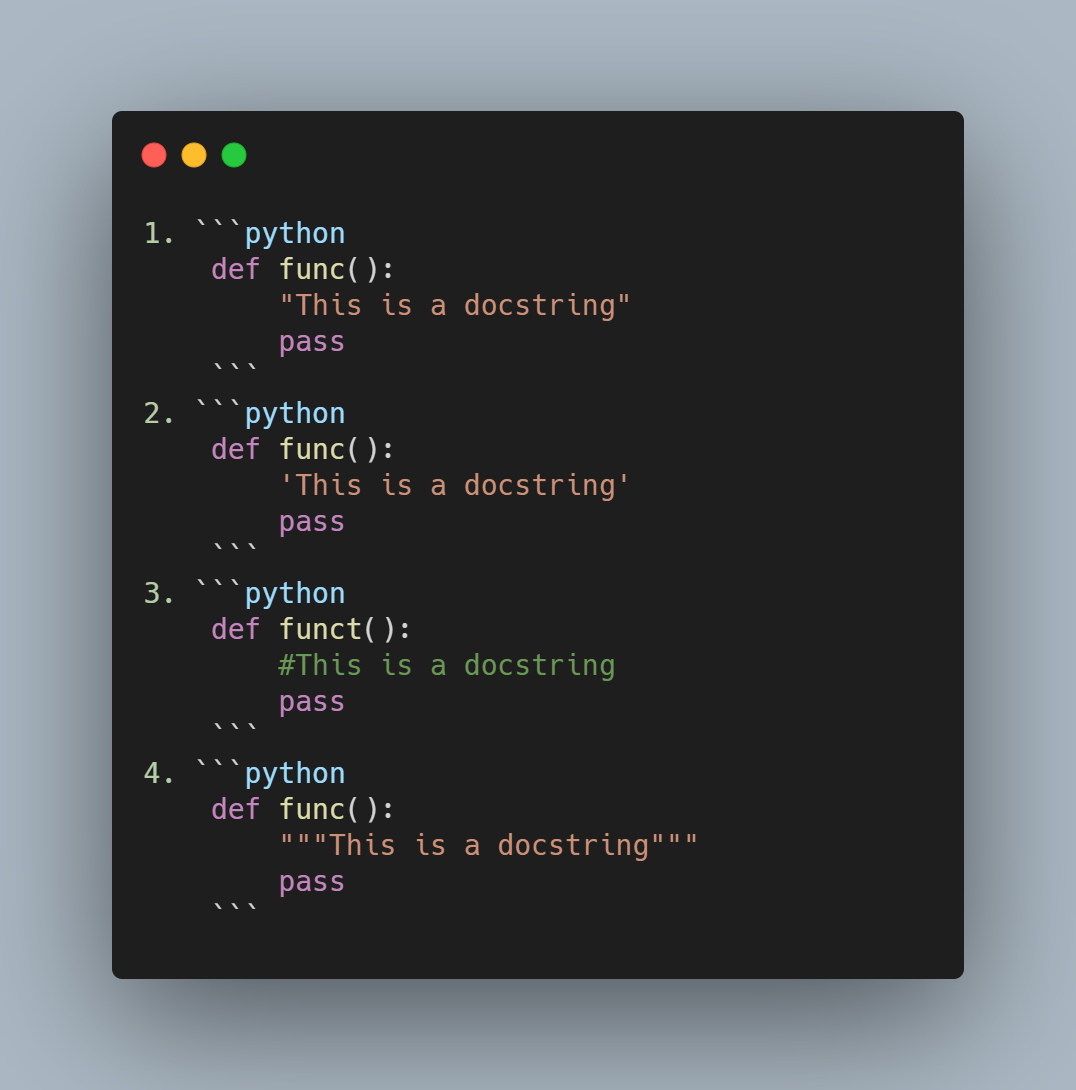 1. ```python
    def func():
        "This is a docstring"
        pass
    ```
2. ```python
    def func():
        'This is a docstring'
        pass
    ```
3. ```python
    def funct():
        #This is a docstring
        pass
    ```
4. ```python
    def func():
        """This is a docstring"""
        pass
    ```